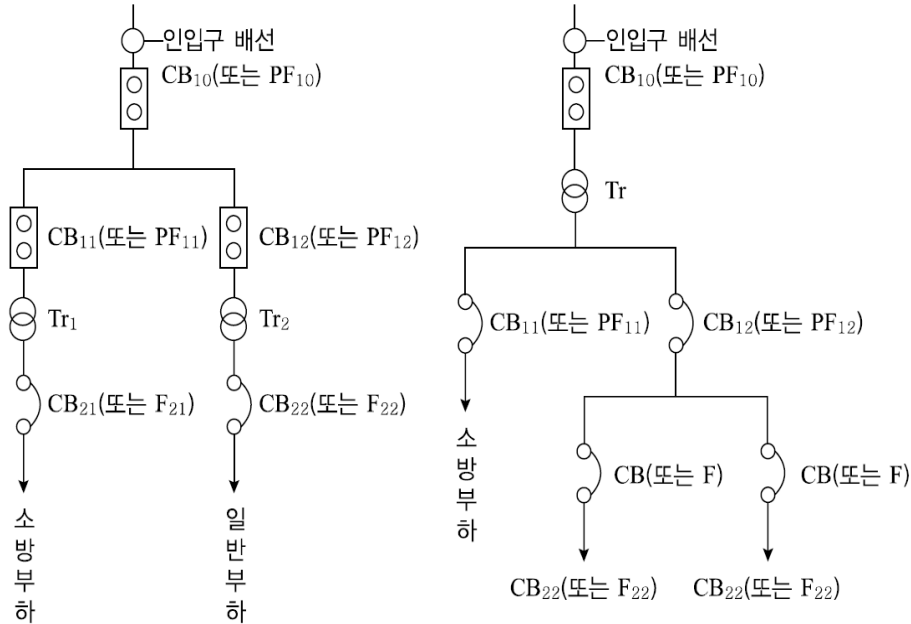 인입구 배선
CB₁₀(또는 PF₁₀)
CB₁₁(또는 PF₁₁)
CB₁₂(또는 PF₁₂)
Tr₁
Tr₂
CB₂₁(또는 F₂₁)
CB₂₂(또는 F₂₂)
소방부하
일반부하
인입구 배선
CB₁₀(또는 PF₁₀)
Tr
CB₁₁(또는 PF₁₁)
CB₁₂(또는 PF₁₂)
소방부하
CB(또는 F)
CB(또는 F)
CB₂₂(또는 F₂₂)
CB₂₂(또는 F₂₂)